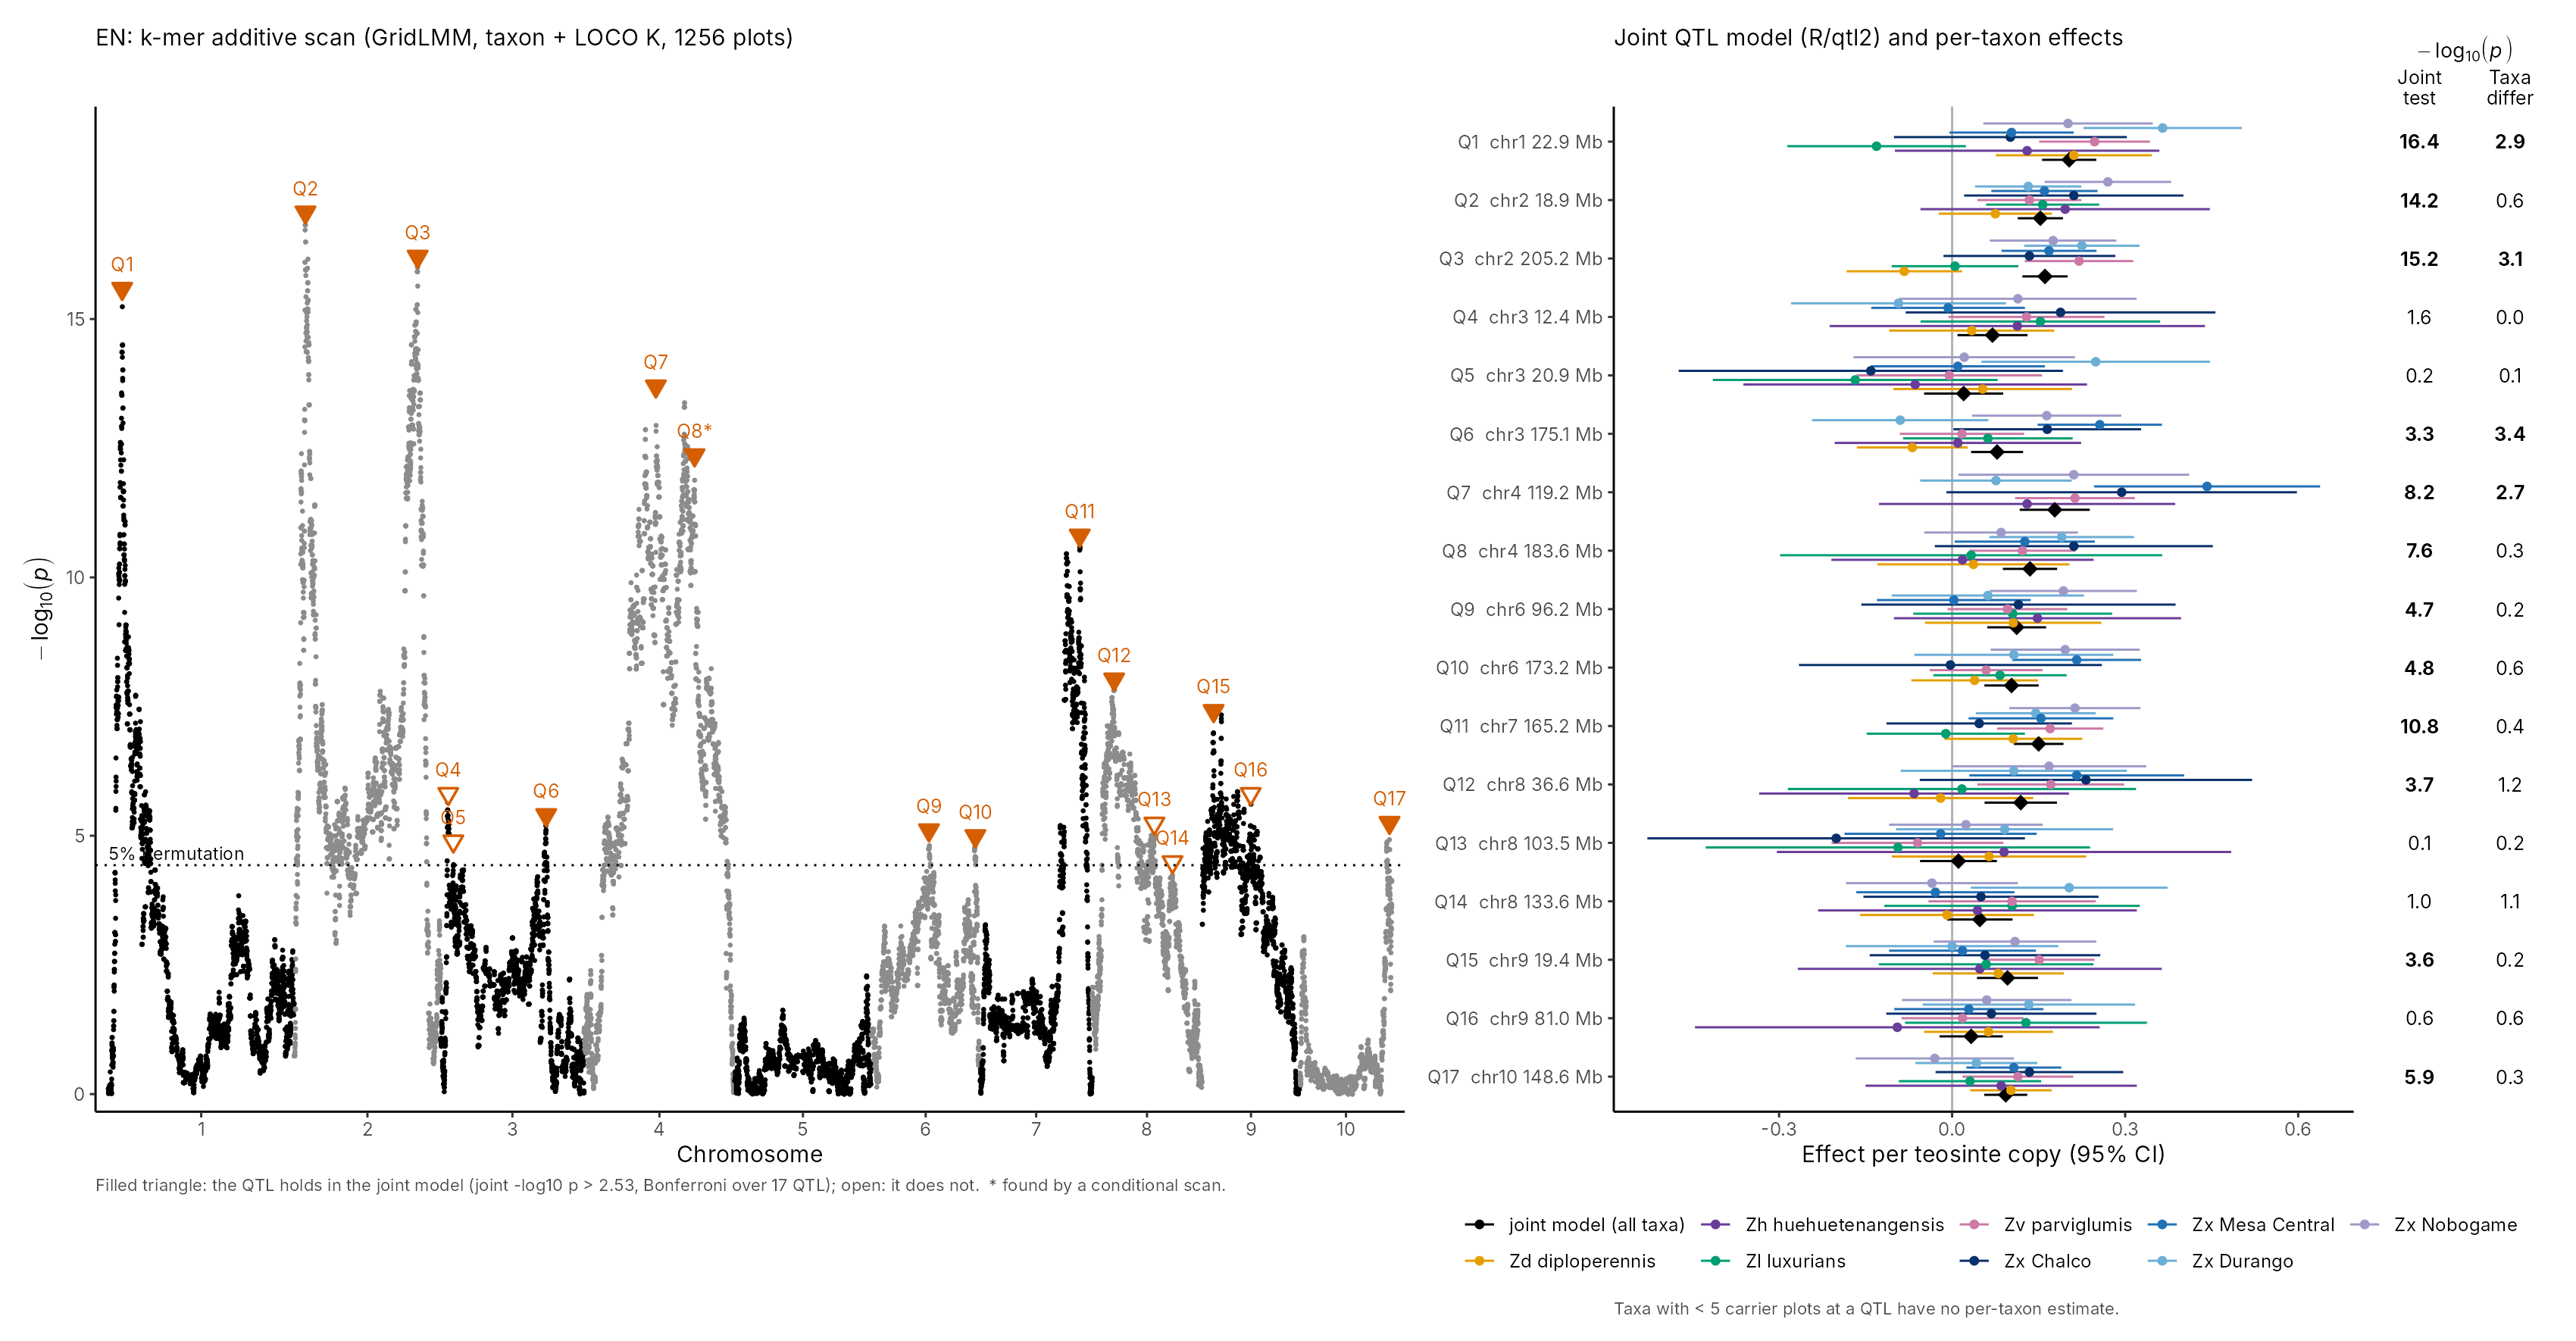 EN: k-mer additive scan (GridLMM, taxon + LOCO K, 1256 plots)
Q1
Q2
Q3
Q4
Q5
Q6
Q7
Q8*
Q9
Q10
Q11
Q12
Q13
Q14
Q15
Q16
Q17
5% permutation
15
10
5
0
−log10(p)
1 2 3 4 5 6 7 8 9 10
Chromosome
Filled triangle: the QTL holds in the joint model (joint -log10 p > 2.53, Bonferroni over 17 QTL); open: it does not. * found by a conditional scan.
Joint QTL model (R/qtl2) and per-taxon effects
−log10(p)
Joint test Taxa differ
Q1 chr1 22.9 Mb 16.4 2.9
Q2 chr2 18.9 Mb 14.2 0.6
Q3 chr2 205.2 Mb 15.2 3.1
Q4 chr3 12.4 Mb 1.6 0.0
Q5 chr3 20.9 Mb 0.2 0.1
Q6 chr3 175.1 Mb 3.3 3.4
Q7 chr4 119.2 Mb 8.2 2.7
Q8 chr4 183.6 Mb 7.6 0.3
Q9 chr6 96.2 Mb 4.7 0.2
Q10 chr6 173.2 Mb 4.8 0.6
Q11 chr7 165.2 Mb 10.8 0.4
Q12 chr8 36.6 Mb 3.7 1.2
Q13 chr8 103.5 Mb 0.1 0.2
Q14 chr8 133.6 Mb 1.0 1.1
Q15 chr9 19.4 Mb 3.6 0.2
Q16 chr9 81.0 Mb 0.6 0.6
Q17 chr10 148.6 Mb 5.9 0.3
-0.3 0.0 0.3 0.6
Effect per teosinte copy (95% CI)
joint model (all taxa) Zh huehuetenangensis Zv parviglumis Zx Mesa Central Zx Nobogame
Zd diploperennis Zl luxurians Zx Chalco Zx Durango
Taxa with < 5 carrier plots at a QTL have no per-taxon estimate.